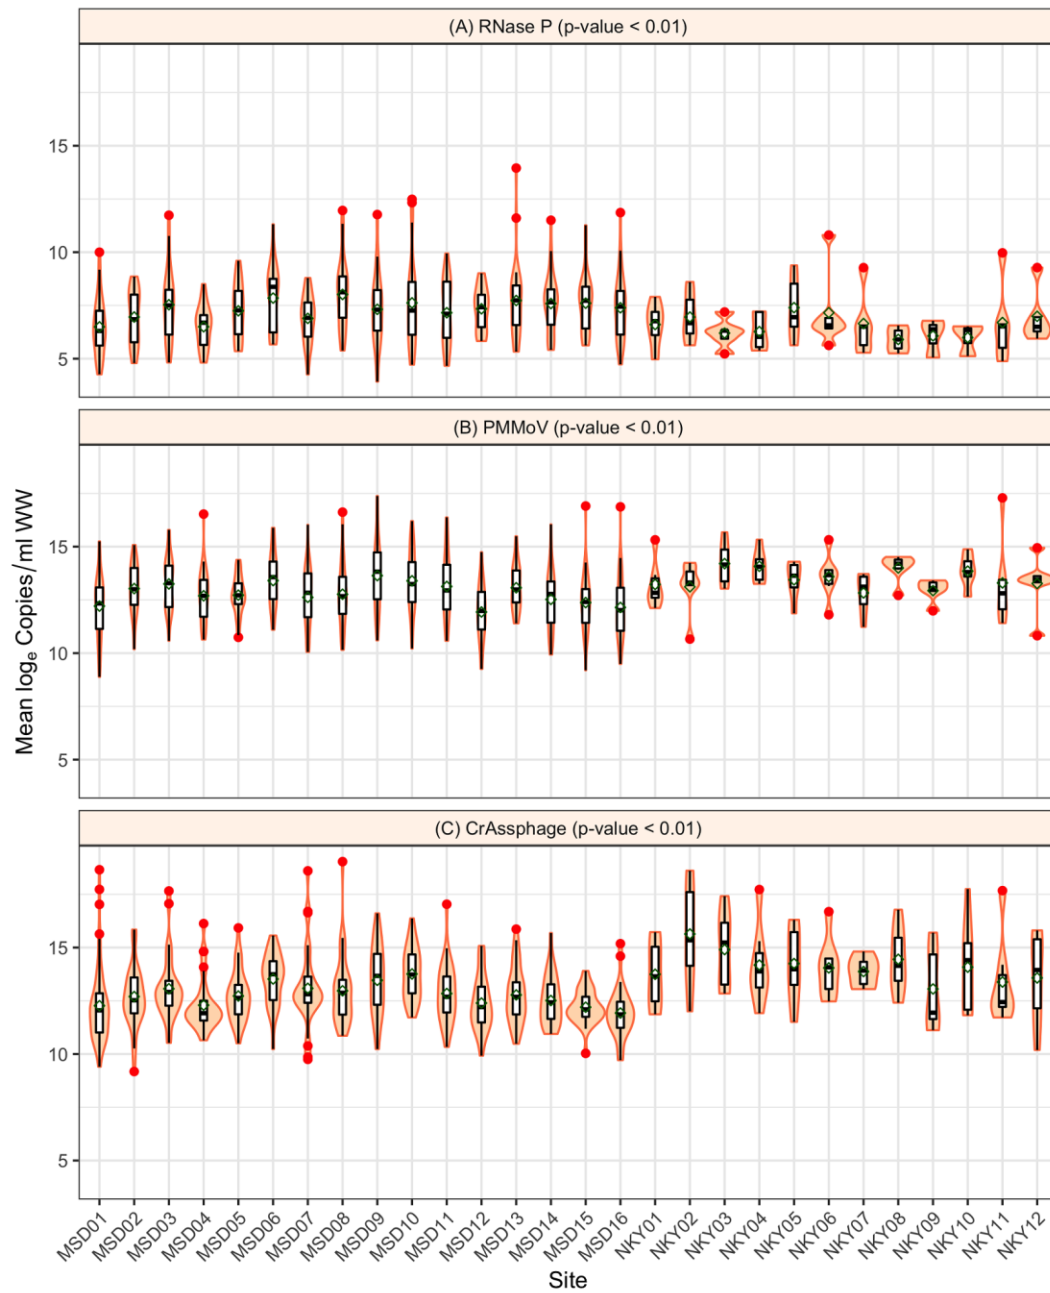 (A) RNase P (p-value < 0.01)
15
10
5
(B) PMMoV (p-value < 0.01)
15
10
5
Mean logₑ Copies/ml WW
(C) CrAssphage (p-value < 0.01)
15
10
5
MSD01 MSD02 MSD03 MSD04 MSD05 MSD06 MSD07 MSD08 MSD09 MSD10 MSD11 MSD12 MSD13 MSD14 MSD15 MSD16 NKY01 NKY02 NKY03 NKY04 NKY05 NKY06 NKY07 NKY08 NKY09 NKY10 NKY11 NKY12
Site